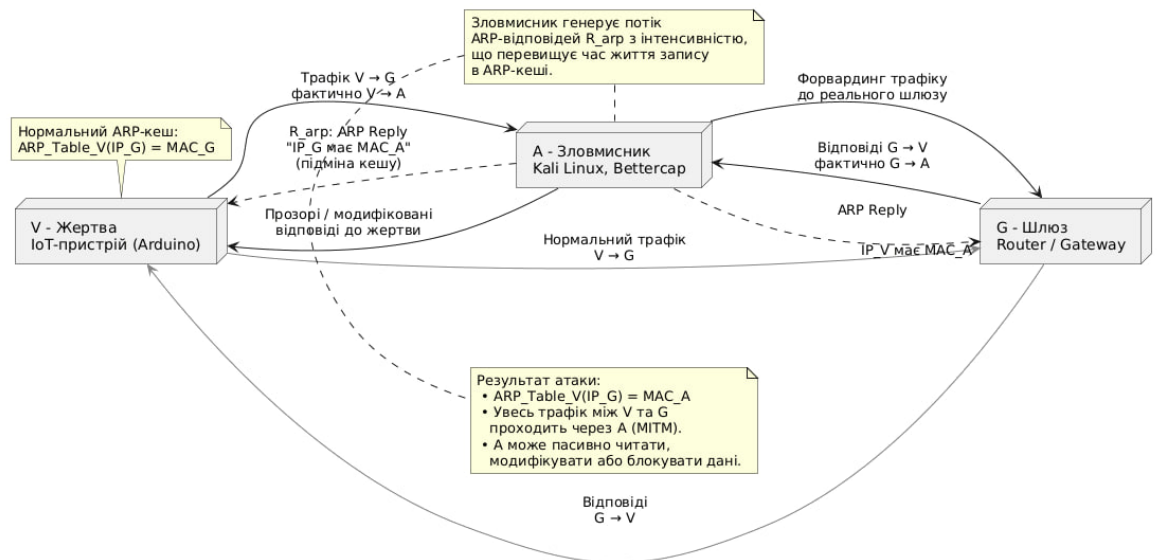 Зловмисник генерує потік
ARP-відповідей R_arp з інтенсивністю,
що перевищує час життя запису
в ARP-кеші.
Трафік V → G
фактично V → A
Форвардинг трафіку
до реального шлюзу
Нормальний ARP-кеш:
ARP_Table_V(IP_G) = MAC_G
R_arp: ARP Reply
"IP_G має MAC_A"
(підміна кешу)
A - Зловмисник
Kali Linux, Bettercap
Відповіді G → V
фактично G → A
V - Жертва
IoT-пристрій (Arduino)
Прозорі / модифіковані
відповіді до жертви
ARP Reply
IP_V має MAC_A
G - Шлюз
Router / Gateway
Нормальний трафік
V → G
Результат атаки:
• ARP_Table_V(IP_G) = MAC_A
• Увесь трафік між V та G
проходить через A (MITM).
• A може пасивно читати,
модифікувати або блокувати дані.
Відповіді
G → V